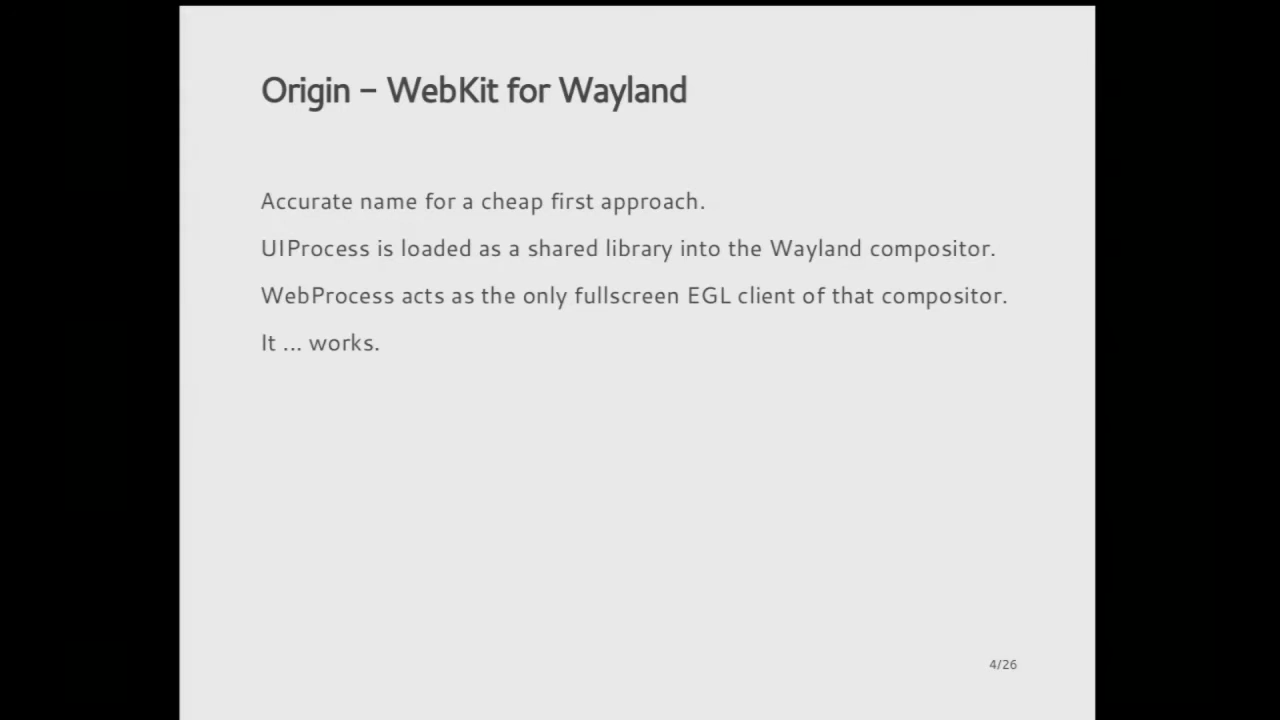 Origin – WebKit for Wayland
Accurate name for a cheap first approach.
UIProcess is loaded as a shared library into the Wayland compositor.
WebProcess acts as the only fullscreen EGL client of that compositor.
It ... works.
4/26